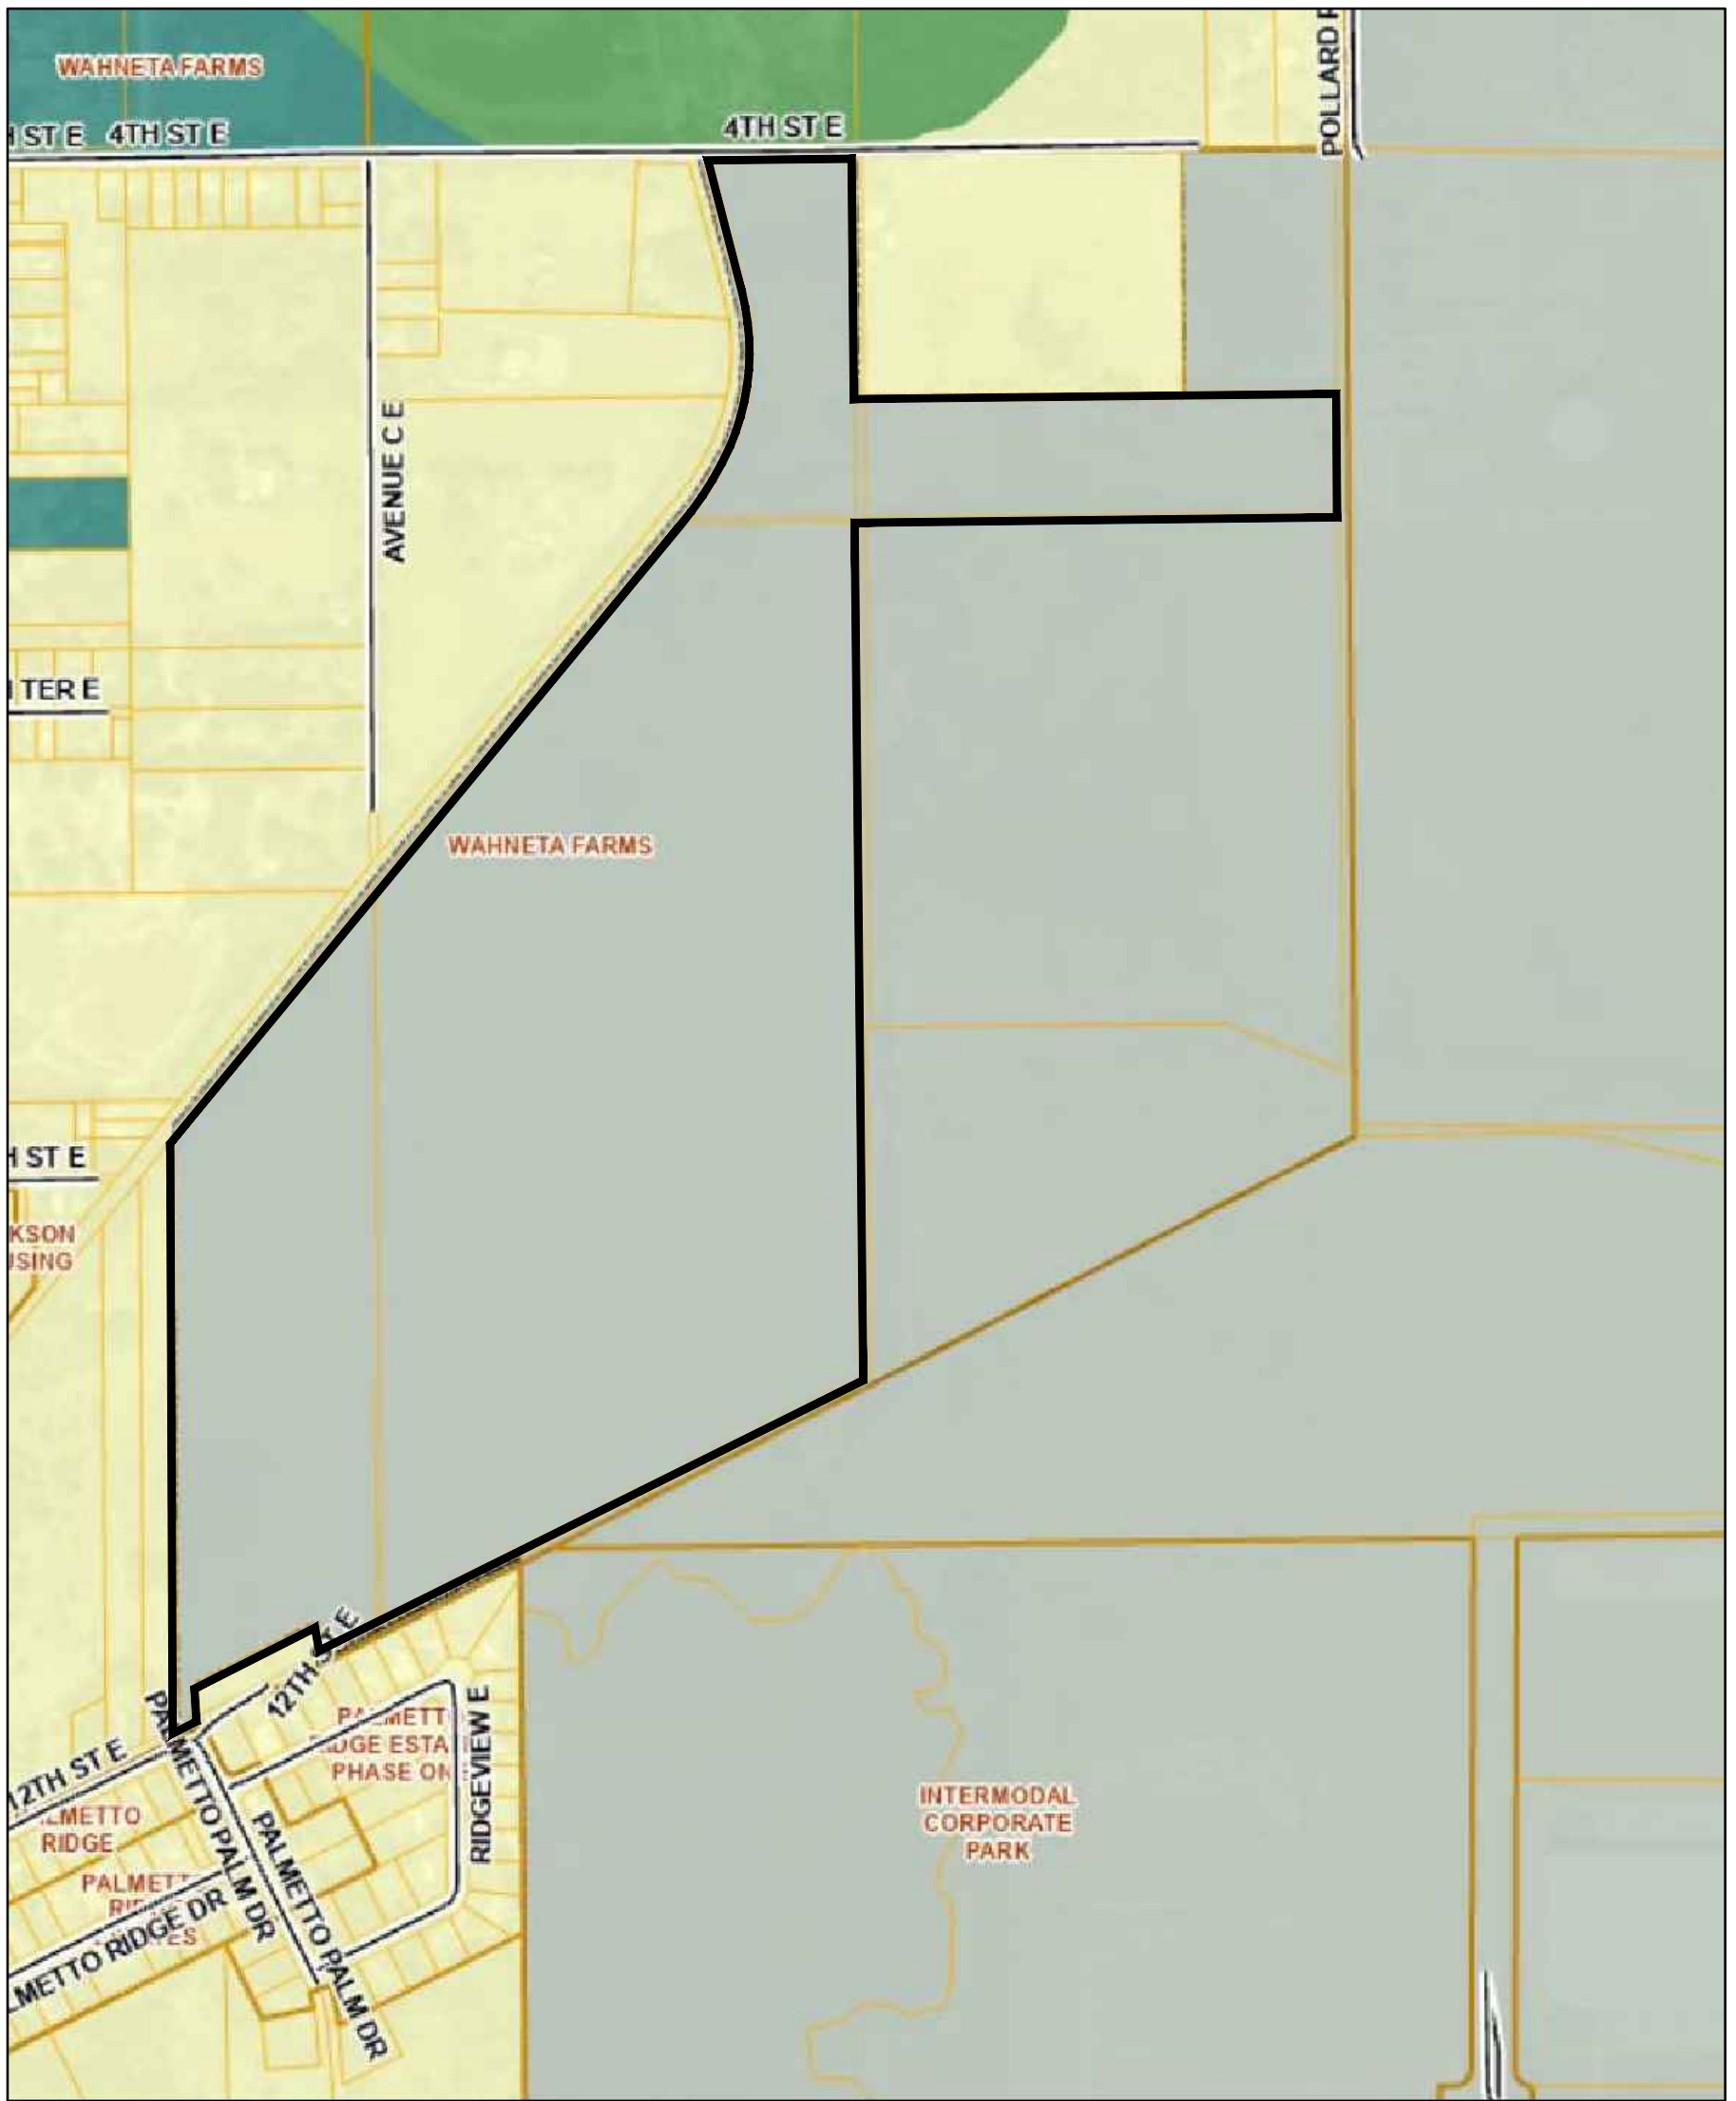 WAHNETA FARMS
POLLARD
ST E
4TH ST E
4TH ST E
AVENUE C E
TER E
WAHNETA FARMS
ST E
KSON
SING
12TH ST E
PALMETTO PALM DR
12TH ST E
PALMETT
DGE ESTA
PHASE ON
RIDGEVIEW E
LMETTO
RIDGE
PALMETTO PALM DR
PALMET
LMETTO RIDGE DR
INTERMODAL
CORPORATE
PARK